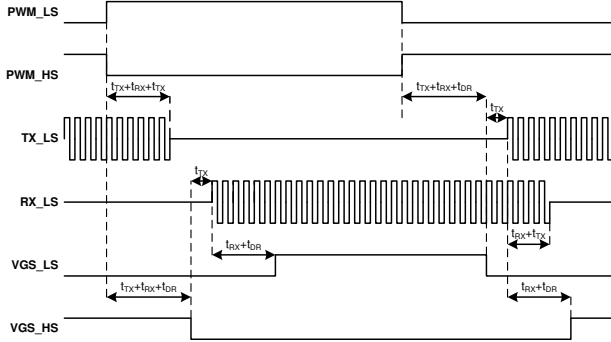 PWM_LS
PWM_HS
tTX+tRX+tTX
tTX+tRX+tDR
tTX
TX_LS
tTX
RX_LS
tRX+tTX
tRX+tDR
VGS_LS
tTX+tRX+tDR
tRX+tDR
VGS_HS